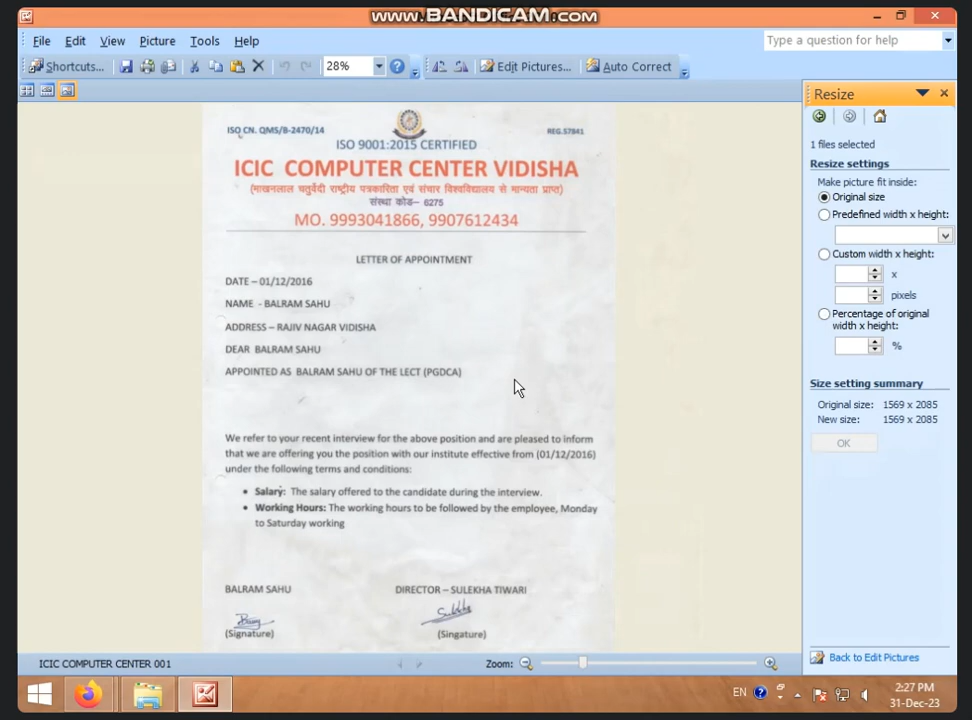 www.BANDICAM.com
File Edit View Picture Tools Help
Type a question for help
Shortcuts... 28% Edit Pictures... Auto Correct
ISO CN. QMS/B-2470/14
REG.57841
ISO 9001:2015 CERTIFIED
ICIC COMPUTER CENTER VIDISHA
(माखनलाल चतुर्वेदी राष्ट्रीय पत्रकारिता एवं संचार विश्वविद्यालय से मान्यता प्राप्त)
संस्था कोड– 6275
MO. 9993041866, 9907612434
LETTER OF APPOINTMENT
DATE – 01/12/2016
NAME - BALRAM SAHU
ADDRESS – RAJIV NAGAR VIDISHA
DEAR BALRAM SAHU
APPOINTED AS BALRAM SAHU OF THE LECT (PGDCA)
We refer to your recent interview for the above position and are pleased to inform
that we are offering you the position with our institute effective from (01/12/2016)
under the following terms and conditions:
• Salary: The salary offered to the candidate during the interview.
• Working Hours: The working hours to be followed by the employee, Monday
to Saturday working
BALRAM SAHU
DIRECTOR – SULEKHA TIWARI
Sulekha
(Signature)
(Singature)
Resize
1 files selected
Resize settings
Make picture fit inside:
Original size
Predefined width x height:
Custom width x height:
x
pixels
Percentage of original
width x height:
%
Size setting summary
Original size: 1569 x 2085
New size: 1569 x 2085
OK
Back to Edit Pictures
ICIC COMPUTER CENTER 001
Zoom:
EN
2:27 PM
31-Dec-23